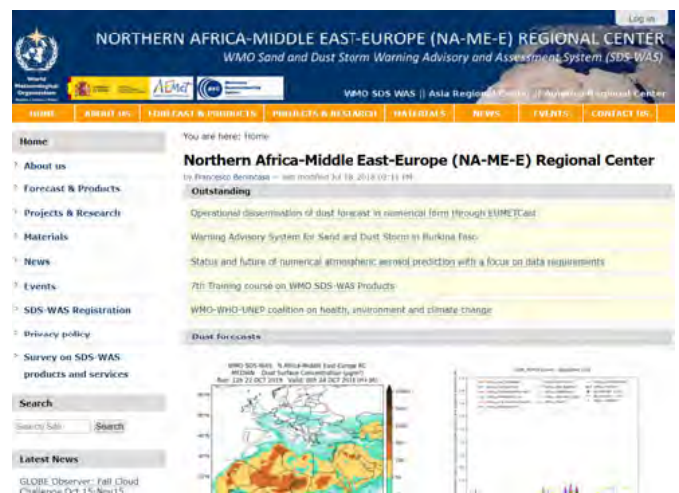 Log in
NORTHERN AFRICA-MIDDLE EAST-EUROPE (NA-ME-E) REGIONAL CENTER
WMO Sand and Dust Storm Warning Advisory and Assessment System (SDS-WAS)
World
Meteorological
Organization
AEMet
WMO SDS WAS || Asia Regional Center || America Regional Center
HOME ABOUT US FORECAST & PRODUCTS PROJECTS & RESEARCH MATERIALS NEWS EVENTS CONTACT US
You are here: Home
Home
About us
Forecast & Products
Projects & Research
Materials
News
Events
SDS-WAS Registration
Privacy policy
Survey on SDS-WAS
products and services
Search
Search Site Search
Latest News
GLOBE Observer: Fall Cloud
Challenge Oct 15-Nov15
Northern Africa-Middle East-Europe (NA-ME-E) Regional Center
by Francesco Benincasa — last modified Jul 18, 2018
Outstanding
Operational dissemination of dust forecast in numerical form through EUMETCast
Warning Advisory System for Sand and Dust Storm in Burkina Faso
Status and future of numerical atmospheric aerosol prediction with a focus on data requirements
7th Training course on WMO SDS-WAS Products
WMO-WHO-UNEP coalition on health, environment and climate change
Dust forecasts
WMO SDS-WAS N.Africa-Middle East-Europe RC
MEDIAN Dust Surface Concentration (µg/m³)